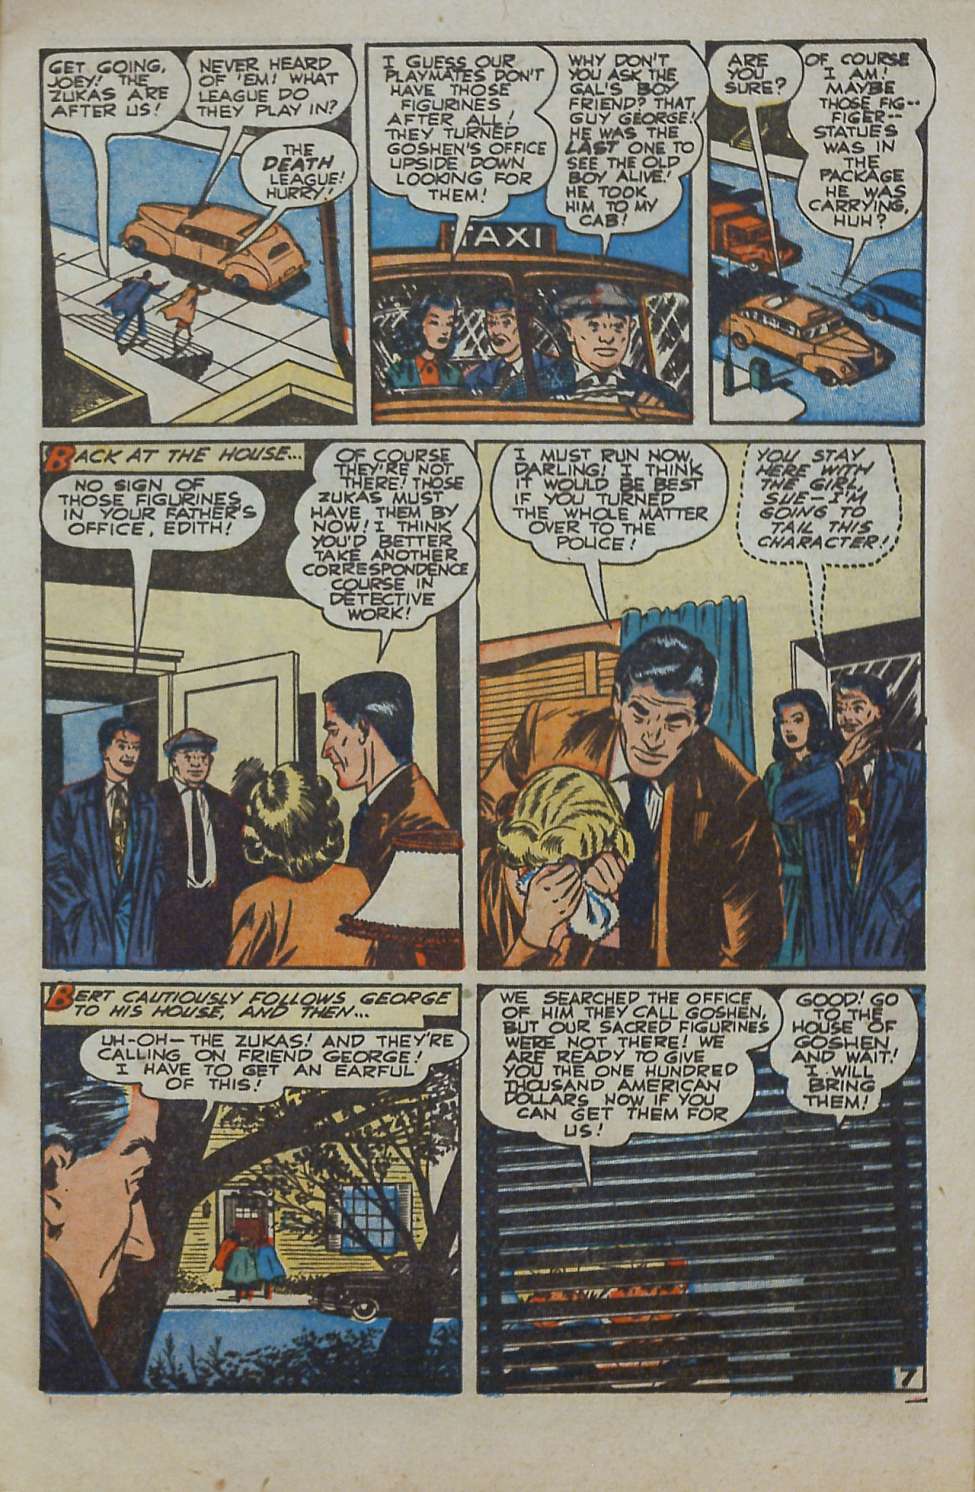 GET GOING,
JOEY! THE
ZUKAS ARE
AFTER US!
NEVER HEARD
OF 'EM! WHAT
LEAGUE DO
THEY PLAY IN?
THE
DEATH
LEAGUE!
HURRY!
I GUESS OUR
PLAYMATES DON'T
HAVE THOSE
FIGURINES
AFTER ALL!
THEY TURNED
GOSHEN'S OFFICE
UPSIDE DOWN
LOOKING FOR
THEM!
WHY DON'T
YOU ASK THE
GAL'S BOY
FRIEND? THAT
GUY GEORGE!
HE WAS THE
LAST ONE TO
SEE THE OLD
BOY ALIVE!
HE TOOK
HIM TO MY
CAB!
TAXI
ARE
YOU
SURE?
OF COURSE
I AM!
MAYBE
THOSE FIG--
FIGER--
STATUES
WAS IN
THE
PACKAGE
HE WAS
CARRYING,
HUH?
BACK AT THE HOUSE...
NO SIGN OF
THOSE FIGURINES
IN YOUR FATHER'S
OFFICE, EDITH!
OF COURSE
THEY'RE NOT
THERE! THOSE
ZUKAS MUST
HAVE THEM BY
NOW! I THINK
YOU'D BETTER
TAKE ANOTHER
CORRESPONDENCE
COURSE IN
DETECTIVE
WORK!
I MUST RUN NOW,
DARLING! I THINK
IT WOULD BE BEST
IF YOU TURNED
THE WHOLE MATTER
OVER TO THE
POLICE!
YOU STAY
HERE WITH
THE GIRL,
SUE-I'M
GOING TO
TAIL THIS
CHARACTER!
BERT CAUTIOUSLY FOLLOWS GEORGE
TO HIS HOUSE, AND THEN...
UH-OH-THE ZUKAS! AND THEY'RE
CALLING ON FRIEND GEORGE!
I HAVE TO GET AN EARFUL
OF THIS!
WE SEARCHED THE OFFICE
OF HIM THEY CALL GOSHEN,
BUT OUR SACRED FIGURINES
WERE NOT THERE! WE
ARE READY TO GIVE
YOU THE ONE HUNDRED
THOUSAND AMERICAN
DOLLARS NOW IF YOU
CAN GET THEM FOR
US!
GOOD! GO
TO THE
HOUSE OF
GOSHEN
AND WAIT!
I WILL
BRING
THEM!
7